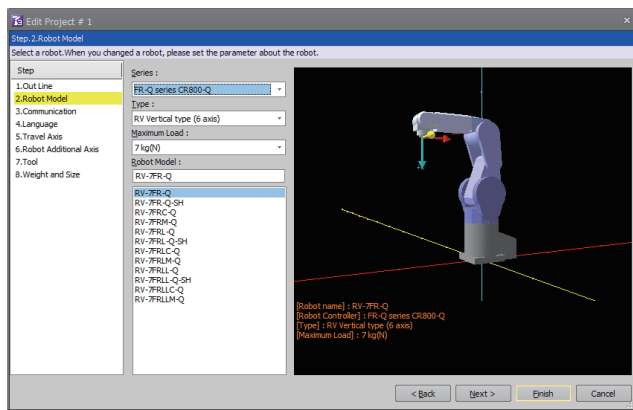 Edit Project # 1
Step.2.Robot Model
Select a robot.When you changed a robot, please set the parameter about the robot.
Step
1.Out Line
2.Robot Model
3.Communication
4.Language
5.Travel Axis
6.Robot Additional Axis
7.Tool
8.Weight and Size
Series :
FR-Q series CR800-Q
Type :
RV Vertical type (6 axis)
Maximum Load :
7 kg(N)
Robot Model :
RV-7FR-Q
RV-7FR-Q
RV-7FR-Q-SH
RV-7FRC-Q
RV-7FRM-Q
RV-7FRL-Q
RV-7FRL-Q-SH
RV-7FRLC-Q
RV-7FRLM-Q
RV-7FRLL-Q
RV-7FRLL-Q-SH
RV-7FRLLC-Q
RV-7FRLLM-Q
[Robot name] : RV-7FR-Q
[Robot Controller] : FR-Q series CR800-Q
[Type] : RV Vertical type (6 axis)
[Maximum Load] : 7 kg(N)
< Back
Next >
Finish
Cancel